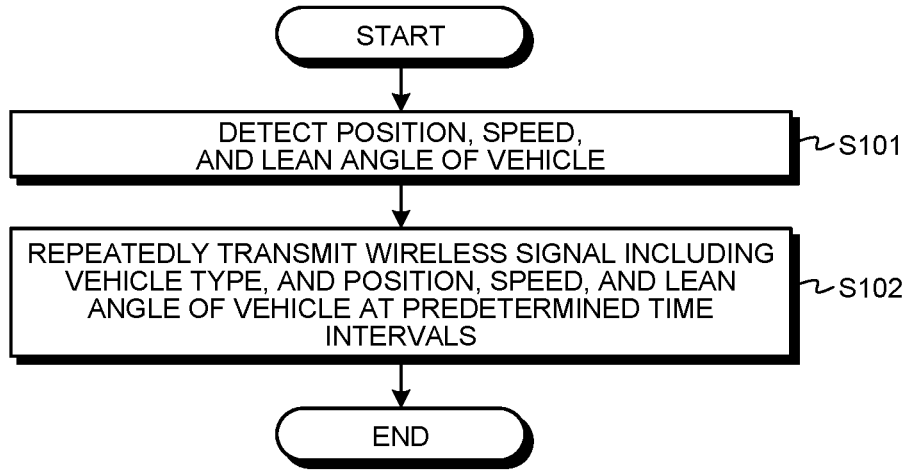 START
DETECT POSITION, SPEED,
AND LEAN ANGLE OF VEHICLE
S101
REPEATEDLY TRANSMIT WIRELESS SIGNAL INCLUDING
VEHICLE TYPE, AND POSITION, SPEED, AND LEAN
ANGLE OF VEHICLE AT PREDETERMINED TIME
INTERVALS
S102
END